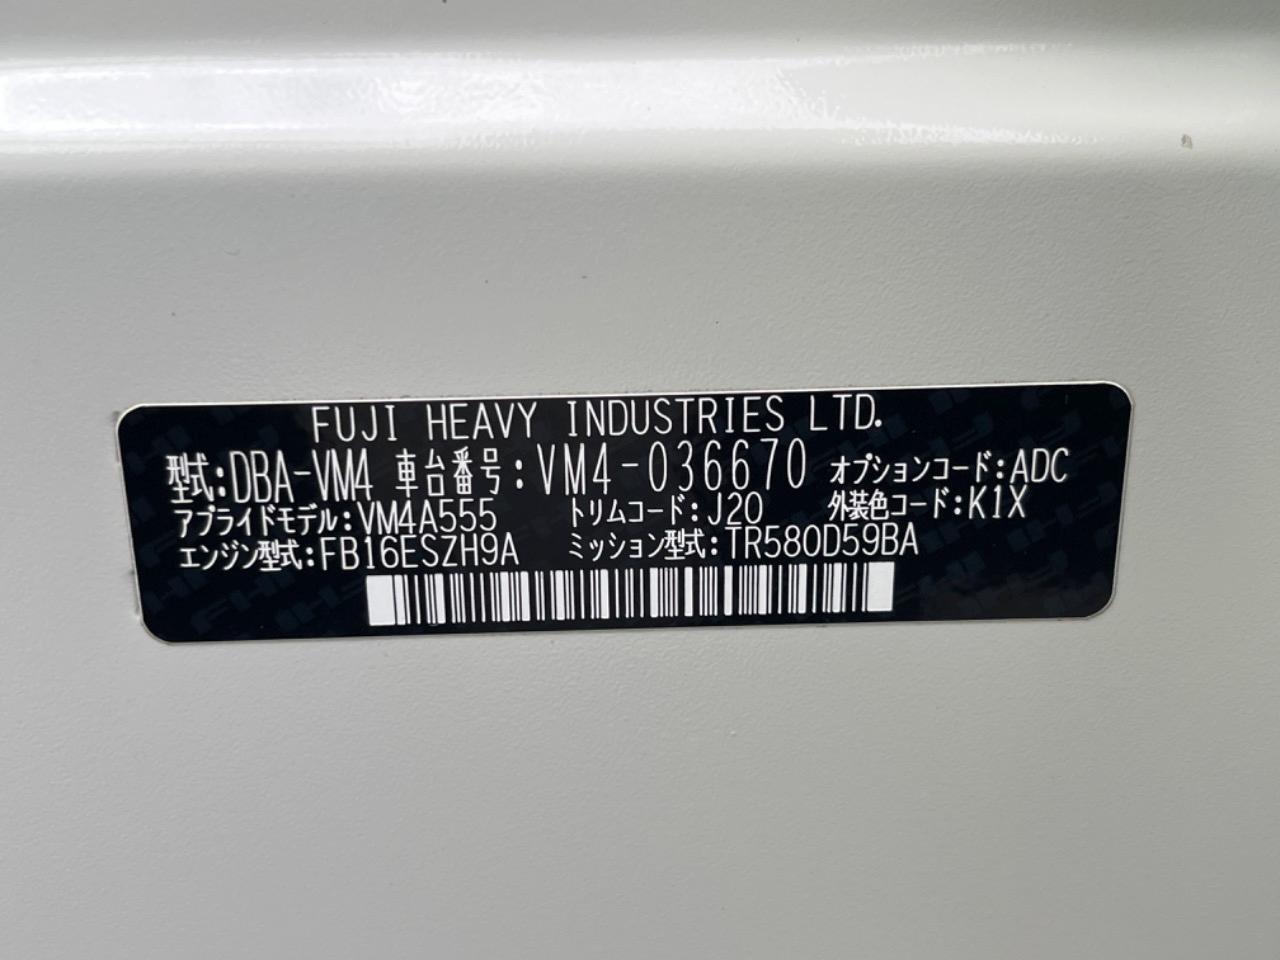 FUJI HEAVY INDUSTRIES LTD.
型式:DBA-VM4 車台番号:VM4-036670 オプションコード:ADC
アプライドモデル:VM4A555 トリムコード:J20 外装色コード:K1X
エンジン型式:FB16ESZH9A ミッション型式:TR580D59BA